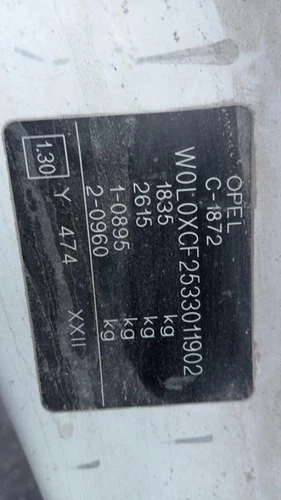 OPEL
C-1872
W0L0XCF2533011902
1835 kg
2615 kg
1-0895 kg
2-0960 kg
1.30 Y 474 XXII